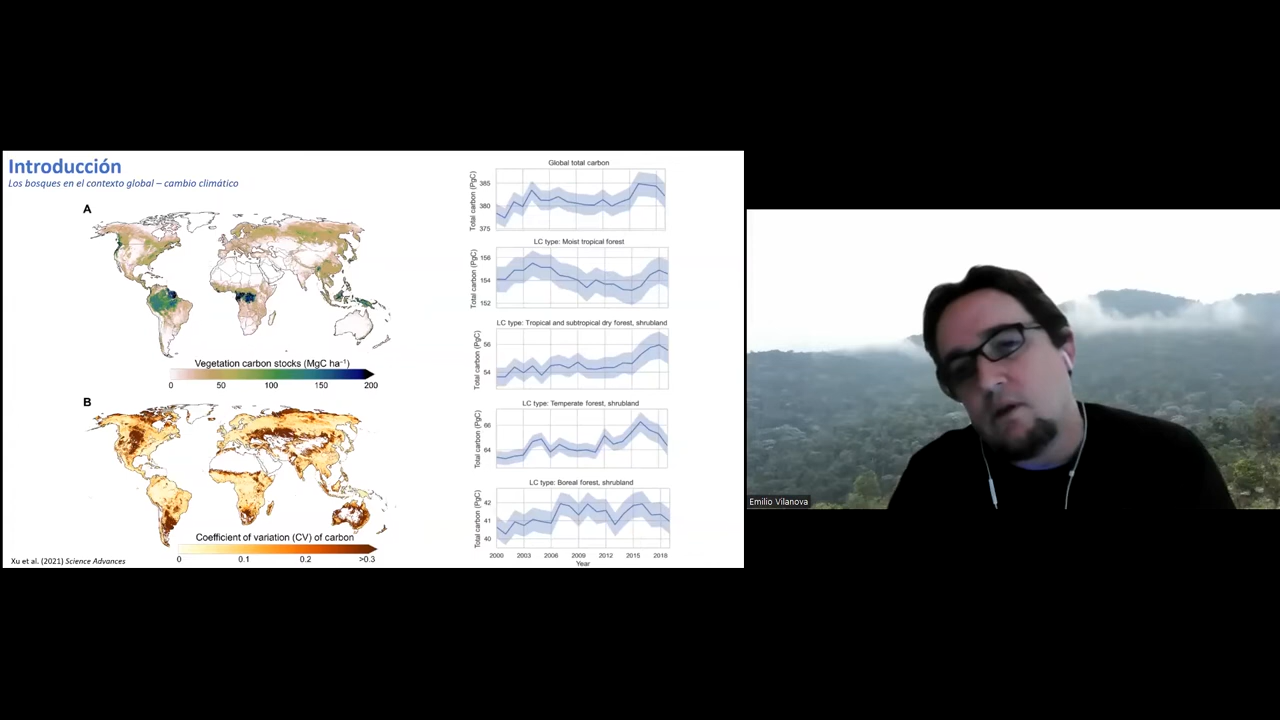 Introducción
Los bosques en el contexto global – cambio climático
A
Vegetation carbon stocks (MgC ha⁻¹)
0 50 100 150 200
B
Coefficient of variation (CV) of carbon
0 0.1 0.2 >0.3
Xu et al. (2021) Science Advances
Global total carbon
Total carbon (PgC)
385
380
375
LC type: Moist tropical forest
Total carbon (PgC)
156
154
152
LC type: Tropical and subtropical dry forest, shrubland
Total carbon (PgC)
56
54
LC type: Temperate forest, shrubland
Total carbon (PgC)
66
64
LC type: Boreal forest, shrubland
Total carbon (PgC)
42
41
40
2000 2003 2006 2009 2012 2015 2018
Year
Emilio Vilanova